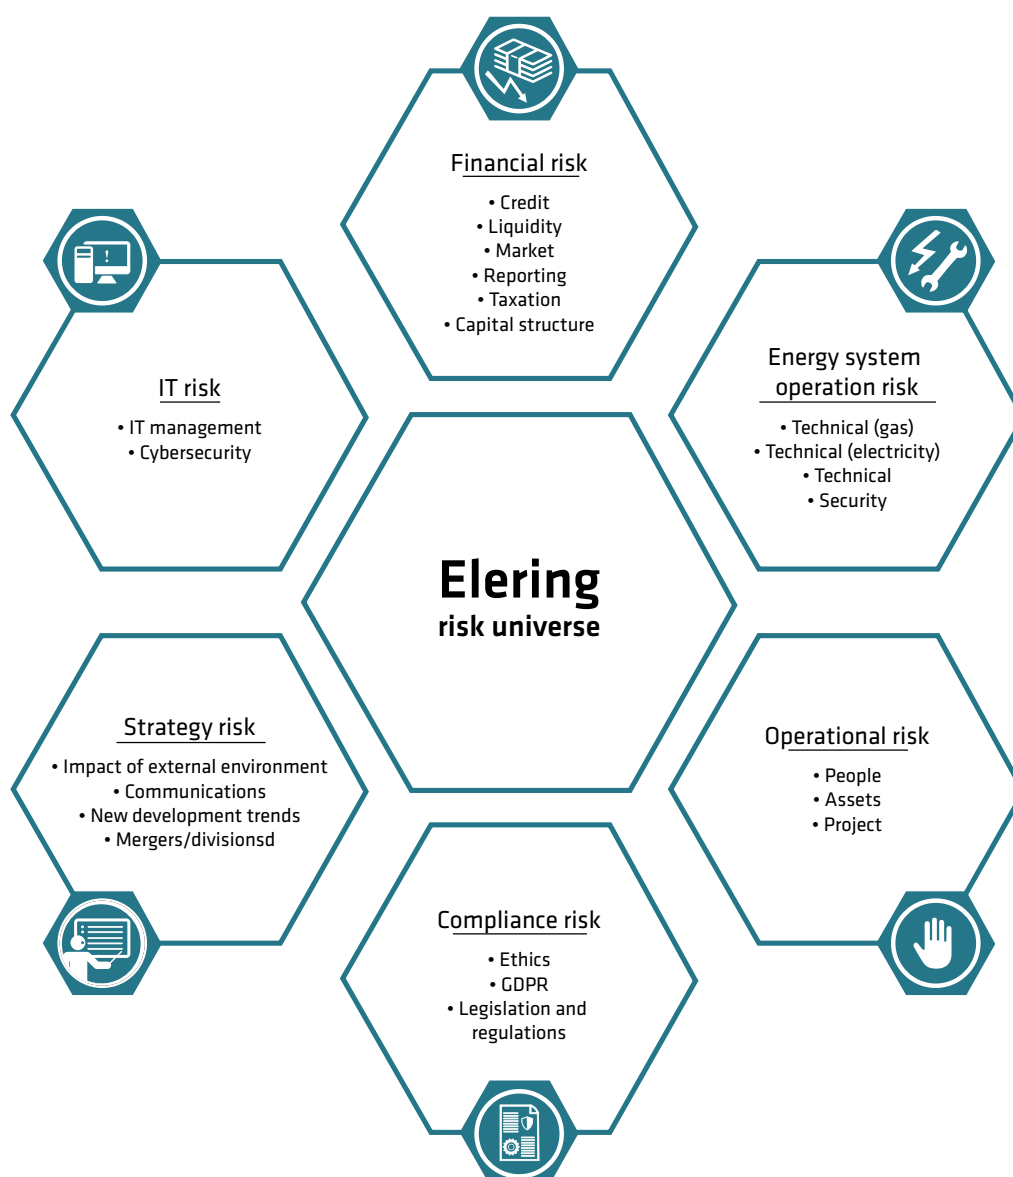 Financial risk
• Credit
• Liquidity
• Market
• Reporting
• Taxation
• Capital structure
IT risk
• IT management
• Cybersecurity
Energy system
operation risk
• Technical (gas)
• Technical (electricity)
• Technical
• Security
Elering
risk universe
Strategy risk
• Impact of external environment
• Communications
• New development trends
• Mergers/divisionsd
Operational risk
• People
• Assets
• Project
Compliance risk
• Ethics
• GDPR
• Legislation and
regulations